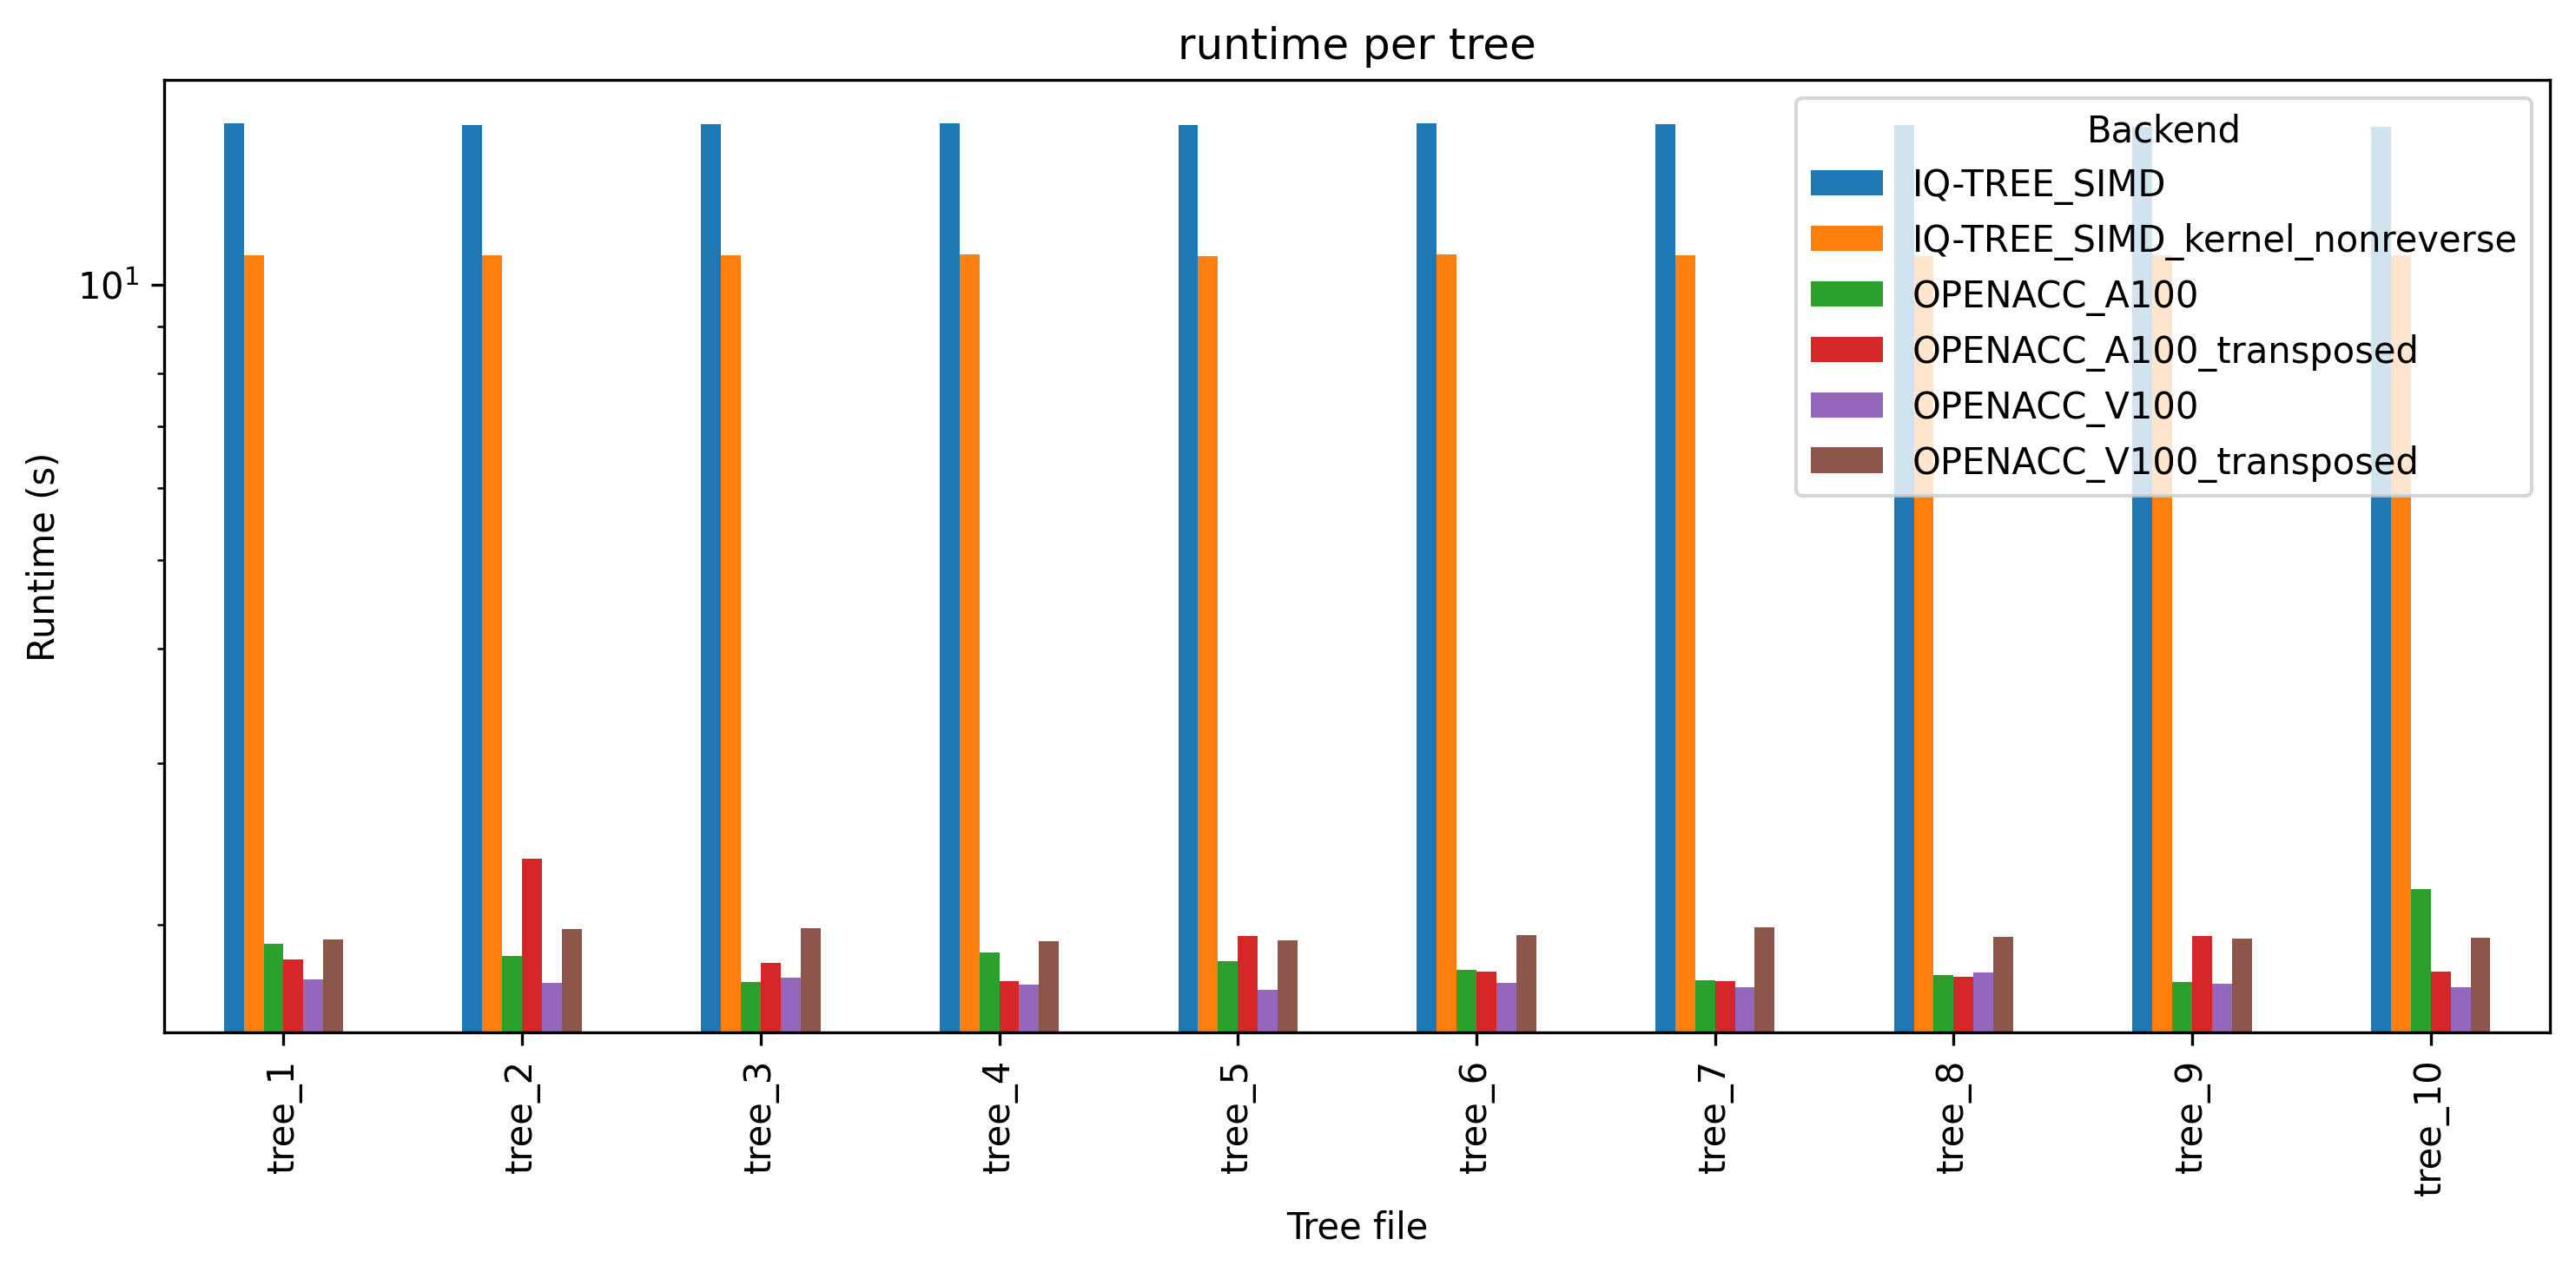 runtime per tree
Backend
IQ-TREE_SIMD
IQ-TREE_SIMD_kernel_nonreverse
OPENACC_A100
OPENACC_A100_transposed
OPENACC_V100
OPENACC_V100_transposed
10¹
Runtime (s)
tree_1
tree_2
tree_3
tree_4
tree_5
tree_6
tree_7
tree_8
tree_9
tree_10
Tree file